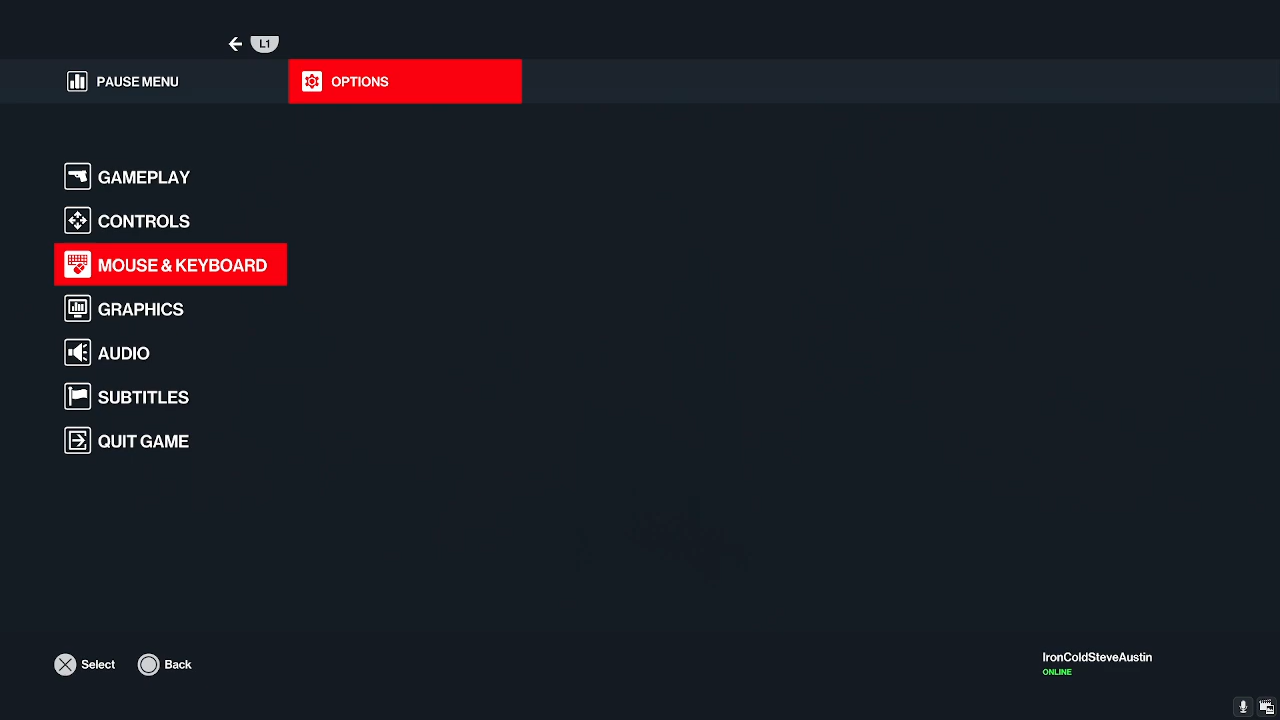 L1
PAUSE MENU
OPTIONS
GAMEPLAY
CONTROLS
MOUSE & KEYBOARD
GRAPHICS
AUDIO
SUBTITLES
QUIT GAME
Select
Back
IronColdSteveAustin
ONLINE